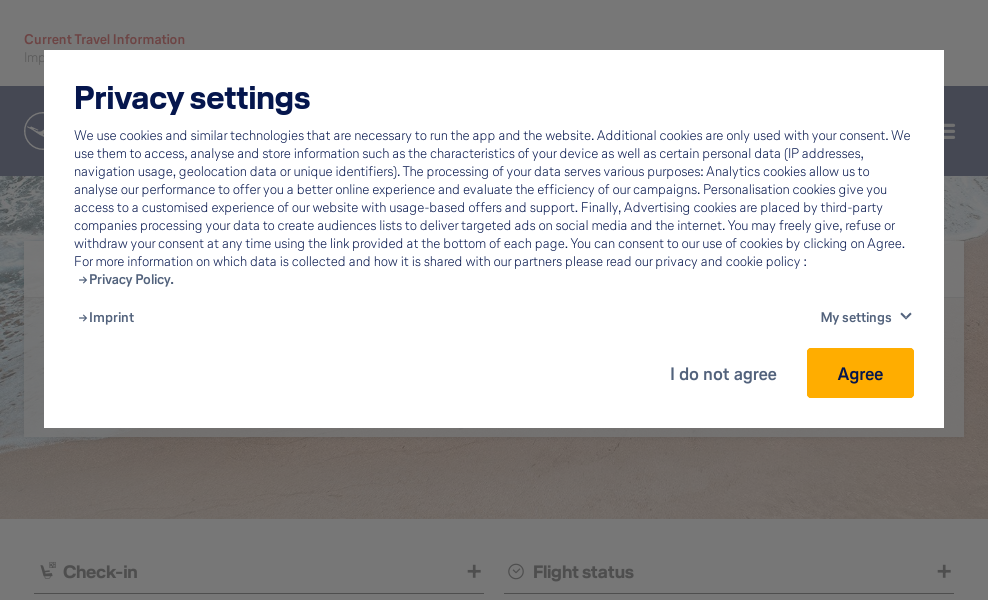 Current Travel Information
Imp
Privacy settings
We use cookies and similar technologies that are necessary to run the app and the website. Additional cookies are only used with your consent. We
use them to access, analyse and store information such as the characteristics of your device as well as certain personal data (IP addresses,
navigation usage, geolocation data or unique identifiers). The processing of your data serves various purposes: Analytics cookies allow us to
analyse our performance to offer you a better online experience and evaluate the efficiency of our campaigns. Personalisation cookies give you
access to a customised experience of our website with usage-based offers and support. Finally, Advertising cookies are placed by third-party
companies processing your data to create audiences lists to deliver targeted ads on social media and the internet. You may freely give, refuse or
withdraw your consent at any time using the link provided at the bottom of each page. You can consent to our use of cookies by clicking on Agree.
For more information on which data is collected and how it is shared with our partners please read our privacy and cookie policy :
→Privacy Policy.
→Imprint My settings
I do not agree Agree
Check-in + Flight status +